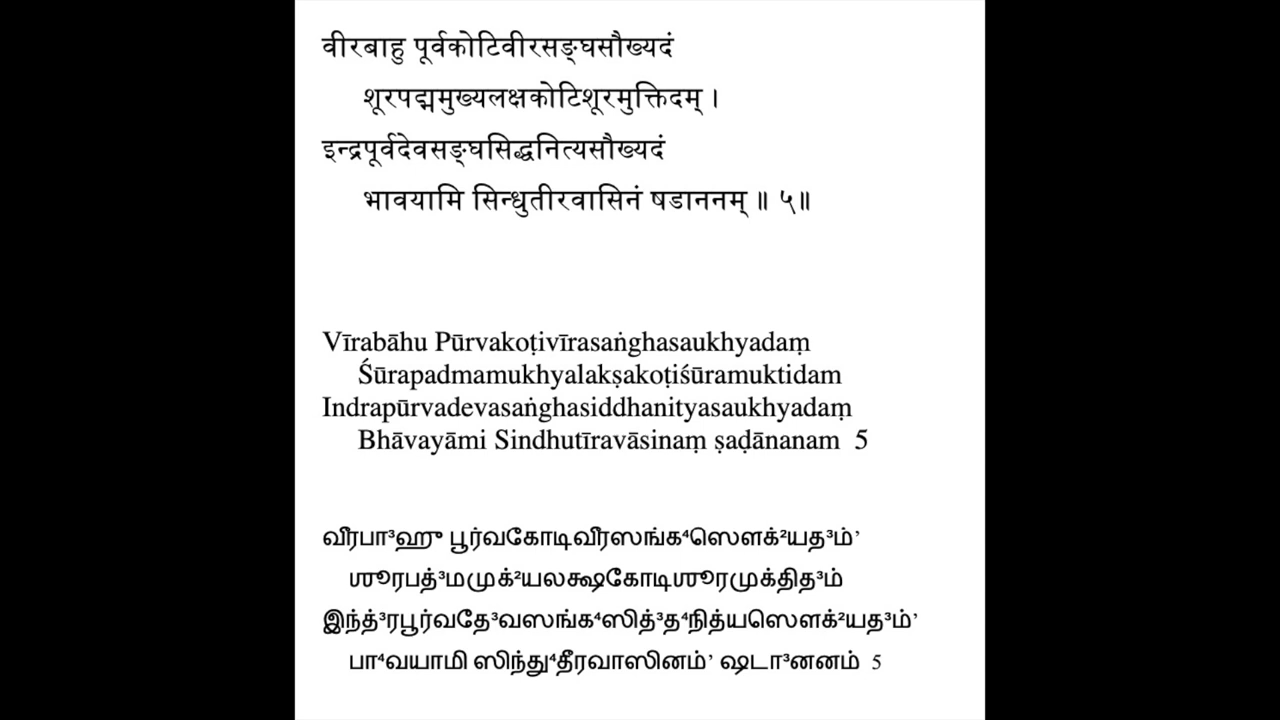 वीरबाहु पूर्वकोटिवीरसङ्घसौख्यदं
शूरपद्ममुख्यलक्षकोटिशूरमुक्तिदम् ।
इन्द्रपूर्वदेवसङ्घसिद्धनित्यसौख्यदं
भावयामि सिन्धुतीरवासिनं षडाननम् ॥ ५॥
Vīrabāhu Pūrvakoṭivīrasaṅghasaukhyadaṃ
Śūrapadmamukhyalakṣakoṭiśūramuktidam
Indrapūrvadevasaṅghasiddhanityasaukhyadaṃ
Bhāvayāmi Sindhutīravāsinaṃ ṣaḍānanam 5
வீரபா³ஹு பூர்வகோடிவீரஸங்க⁴ஸௌக்²யத³ம்ʼ
ஶூரபத்³மமுக்²யலக்ஷகோடிஶூரமுக்தித³ம்
இந்த்³ரபூர்வதே³வஸங்க⁴ஸித்³த⁴நித்யஸௌக்²யத³ம்ʼ
பா⁴வயாமி ஸிந்து⁴தீரவாஸினம்ʼ ஷடா³னனம் 5